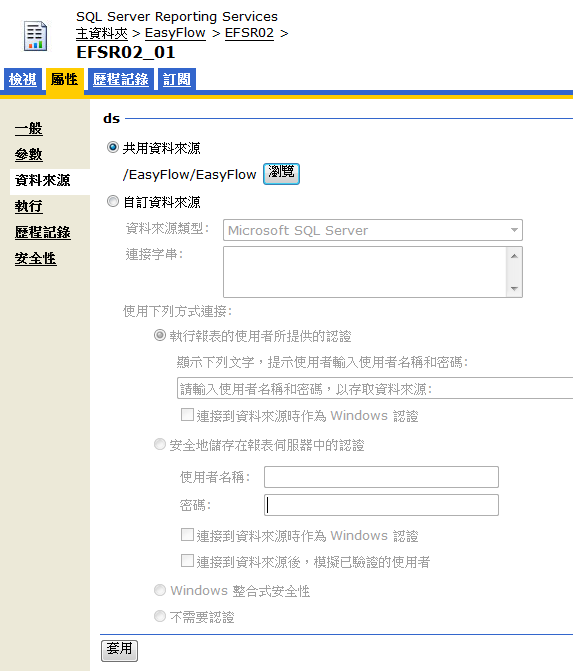 SQL Server Reporting Services
主資料夾 > EasyFlow > EFSR02 >
EFSR02_01
檢視 屬性 歷程記錄 訂閱
一般
參數
資料來源
執行
歷程記錄
安全性
ds
共用資料來源
/EasyFlow/EasyFlow 瀏覽
自訂資料來源
資料來源類型: Microsoft SQL Server
連接字串:
使用下列方式連接:
執行報表的使用者所提供的認證
顯示下列文字，提示使用者輸入使用者名稱和密碼:
請輸入使用者名稱和密碼，以存取資料來源:
連接到資料來源時作為 Windows 認證
安全地儲存在報表伺服器中的認證
使用者名稱:
密碼:
連接到資料來源時作為 Windows 認證
連接到資料來源後，模擬已驗證的使用者
Windows 整合式安全性
不需要認證
套用